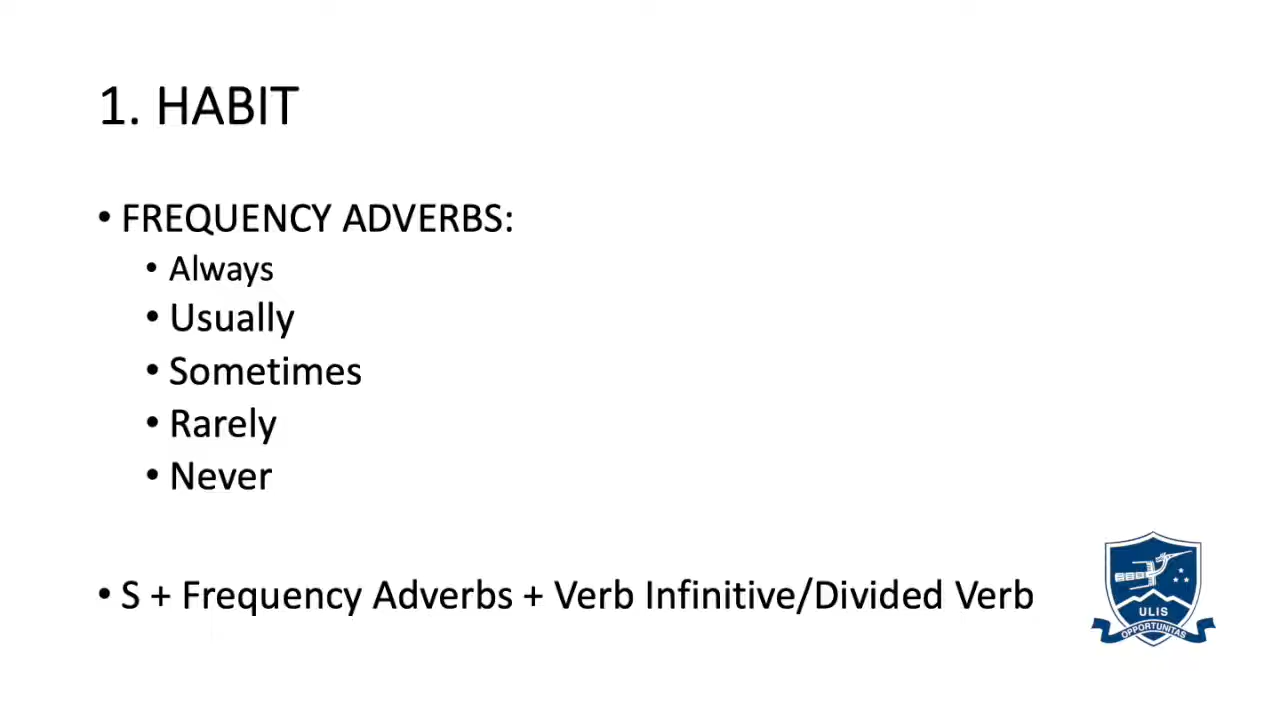 1. HABIT
• FREQUENCY ADVERBS:
• Always
• Usually
• Sometimes
• Rarely
• Never
• S + Frequency Adverbs + Verb Infinitive/Divided Verb
ULIS
OPPORTUNITAS